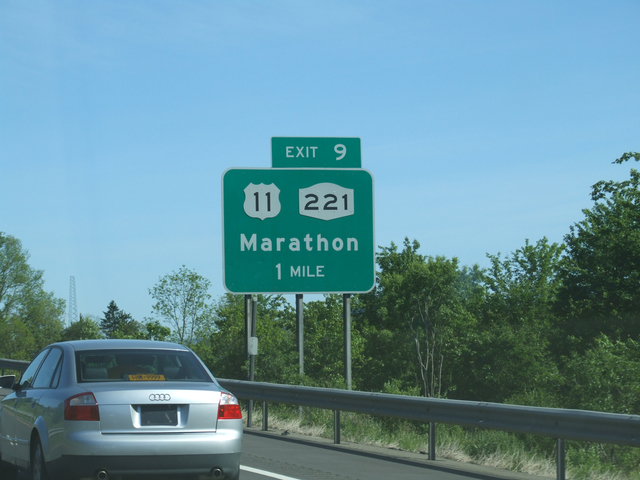 EXIT 9
11 221
Marathon
1 MILE